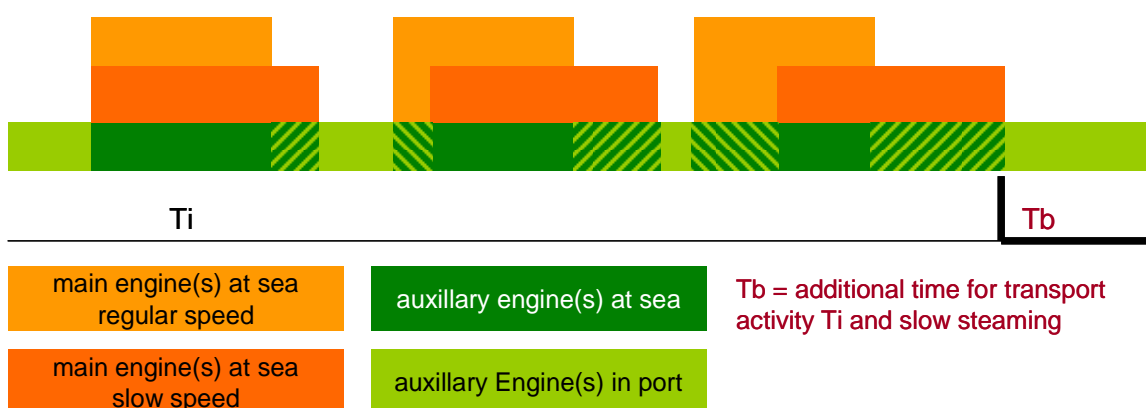 Ti
Tb
main engine(s) at sea
regular speed
auxillary engine(s) at sea
Tb = additional time for transport
activity Ti and slow steaming
main engine(s) at sea
slow speed
auxillary Engine(s) in port